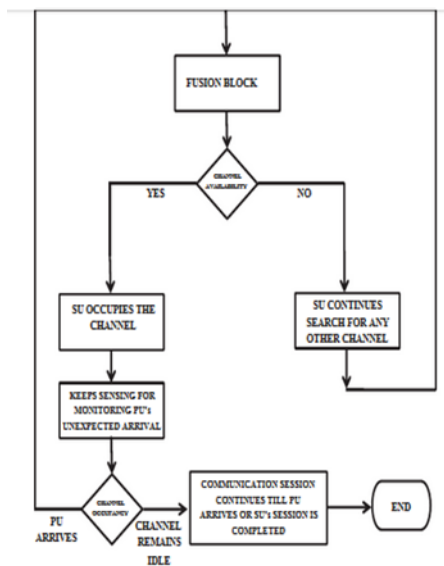 FUSION BLOCK
CHANNEL
AVAILABILITY
YES
NO
SU OCCUPIES THE
CHANNEL
SU CONTINUES
SEARCH FOR ANY
OTHER CHANNEL
KEEPS SENSING FOR
MONITORING PU's
UNEXPECTED ARRIVAL
CHANNEL
OCCUPANCY
PU
ARRIVES
CHANNEL
REMAINS
IDLE
COMMUNICATION SESSION
CONTINUES TILL PU
ARRIVES OR SU's SESSION IS
COMPLETED
END